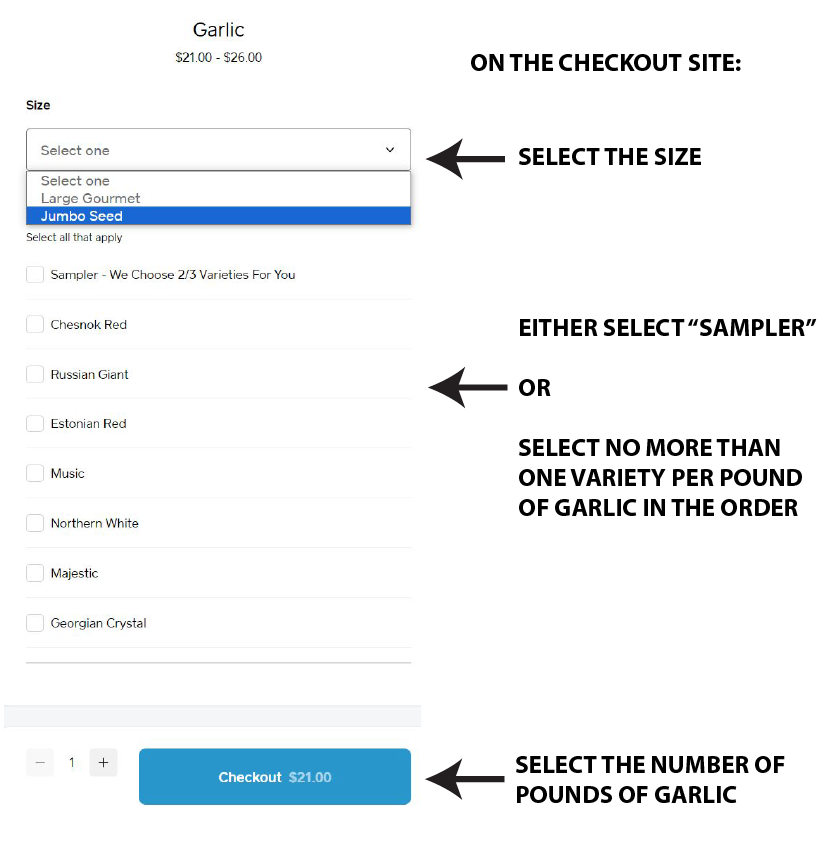 Garlic
$21.00 - $26.00
ON THE CHECKOUT SITE:
Size
Select one
SELECT THE SIZE
Select one
Large Gourmet
Jumbo Seed
Select all that apply
Sampler - We Choose 2/3 Varieties For You
Chesnok Red
EITHER SELECT “SAMPLER”
Russian Giant
OR
Estonian Red
SELECT NO MORE THAN
Music
ONE VARIETY PER POUND
OF GARLIC IN THE ORDER
Northern White
Majestic
Georgian Crystal
− 1 +
Checkout $21.00
SELECT THE NUMBER OF
POUNDS OF GARLIC